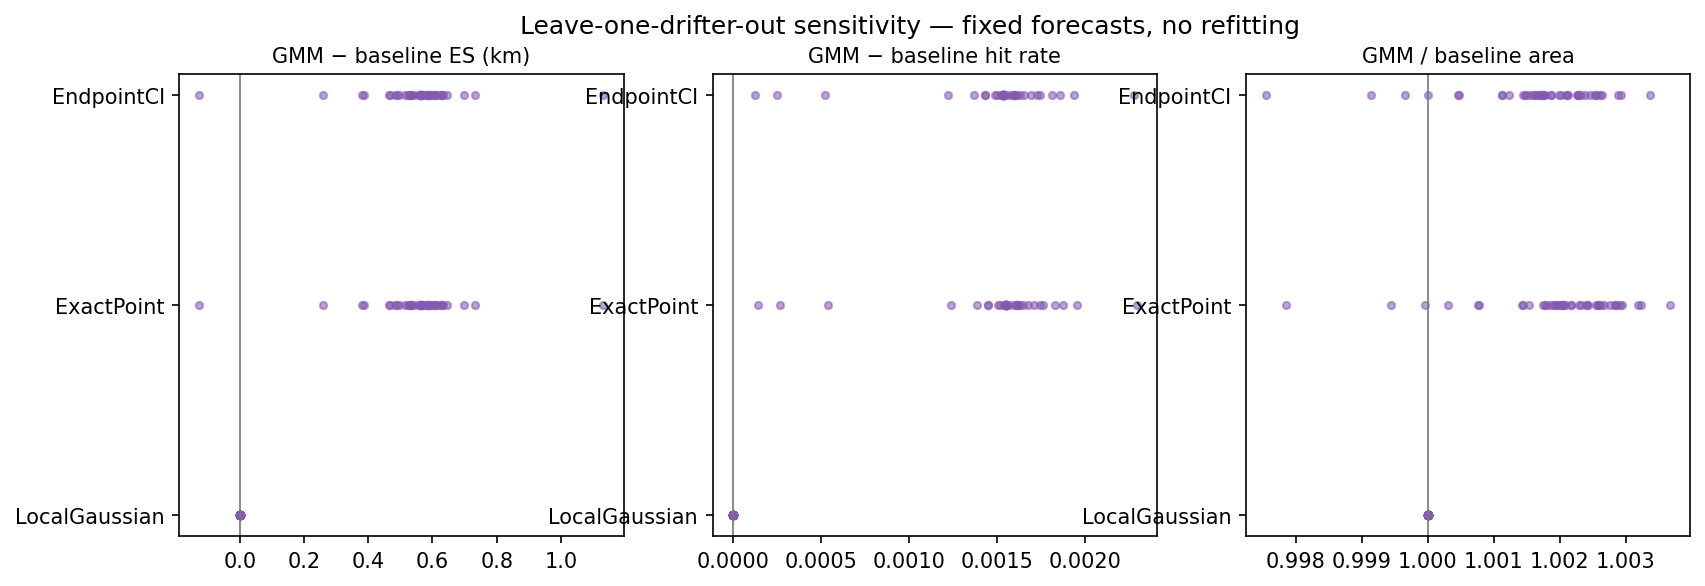 Leave-one-drifter-out sensitivity — fixed forecasts, no refitting
GMM − baseline ES (km)
EndpointCI
ExactPoint
LocalGaussian
0.0 0.2 0.4 0.6 0.8 1.0
GMM − baseline hit rate
EndpointCI
ExactPoint
LocalGaussian
0.0000 0.0005 0.0010 0.0015 0.0020
GMM / baseline area
EndpointCI
ExactPoint
LocalGaussian
0.998 0.999 1.000 1.001 1.002 1.003